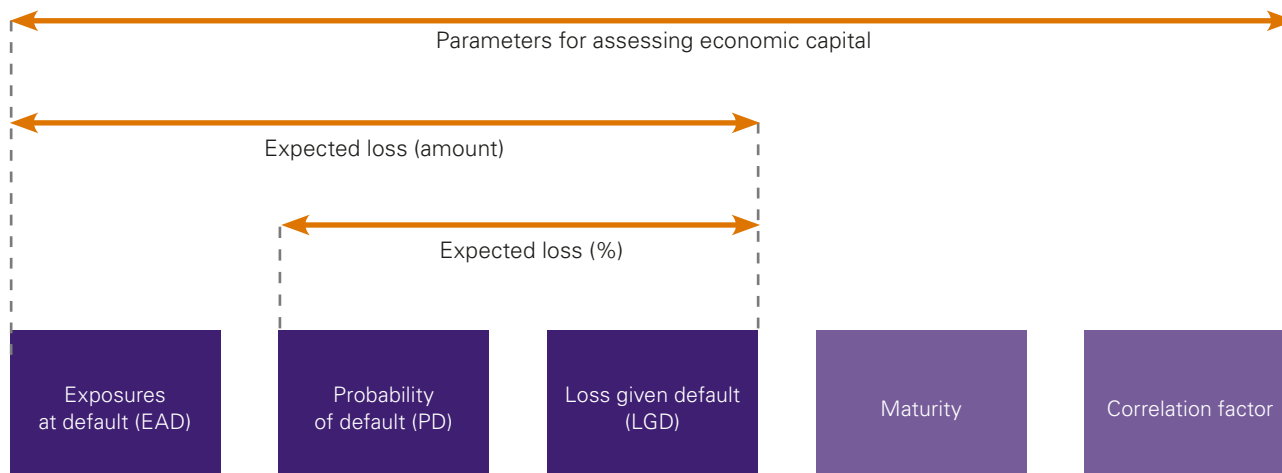 Parameters for assessing economic capital
Expected loss (amount)
Expected loss (%)
Exposures
at default (EAD)
Probability
of default (PD)
Loss given default
(LGD)
Maturity
Correlation factor